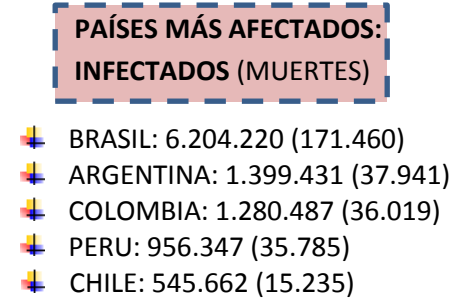 PAÍSES MÁS AFECTADOS:
INFECTADOS (MUERTES)
BRASIL: 6.204.220 (171.460)
ARGENTINA: 1.399.431 (37.941)
COLOMBIA: 1.280.487 (36.019)
PERU: 956.347 (35.785)
CHILE: 545.662 (15.235)